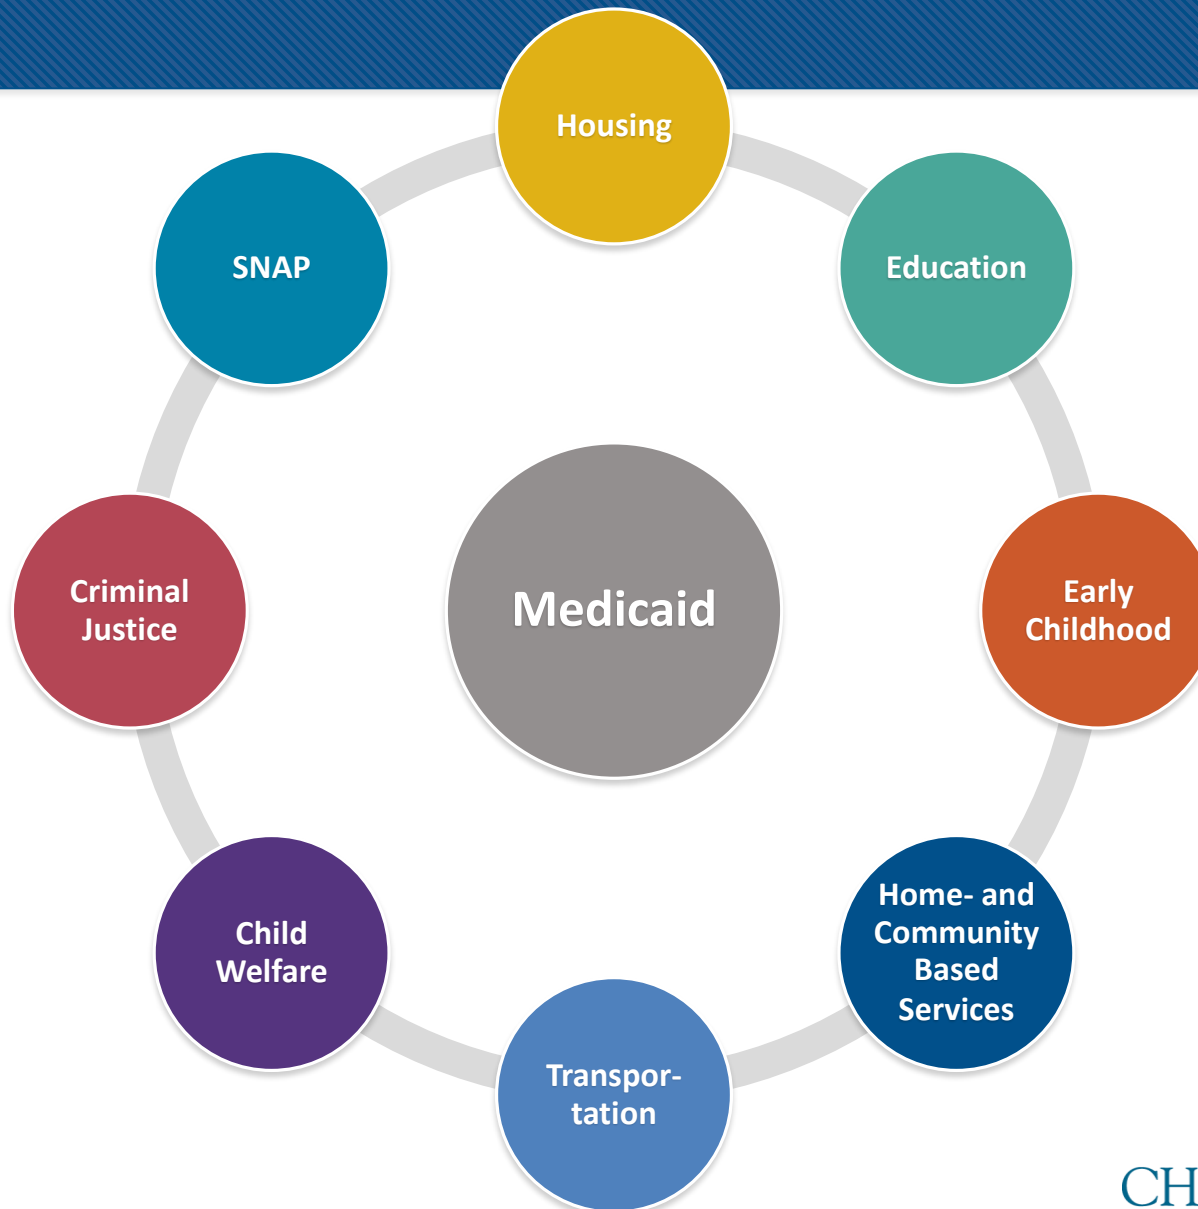 Housing
SNAP
Education
Criminal
Justice
Medicaid
Early
Childhood
Child
Welfare
Home- and
Community
Based
Services
Transpor-
tation
CH